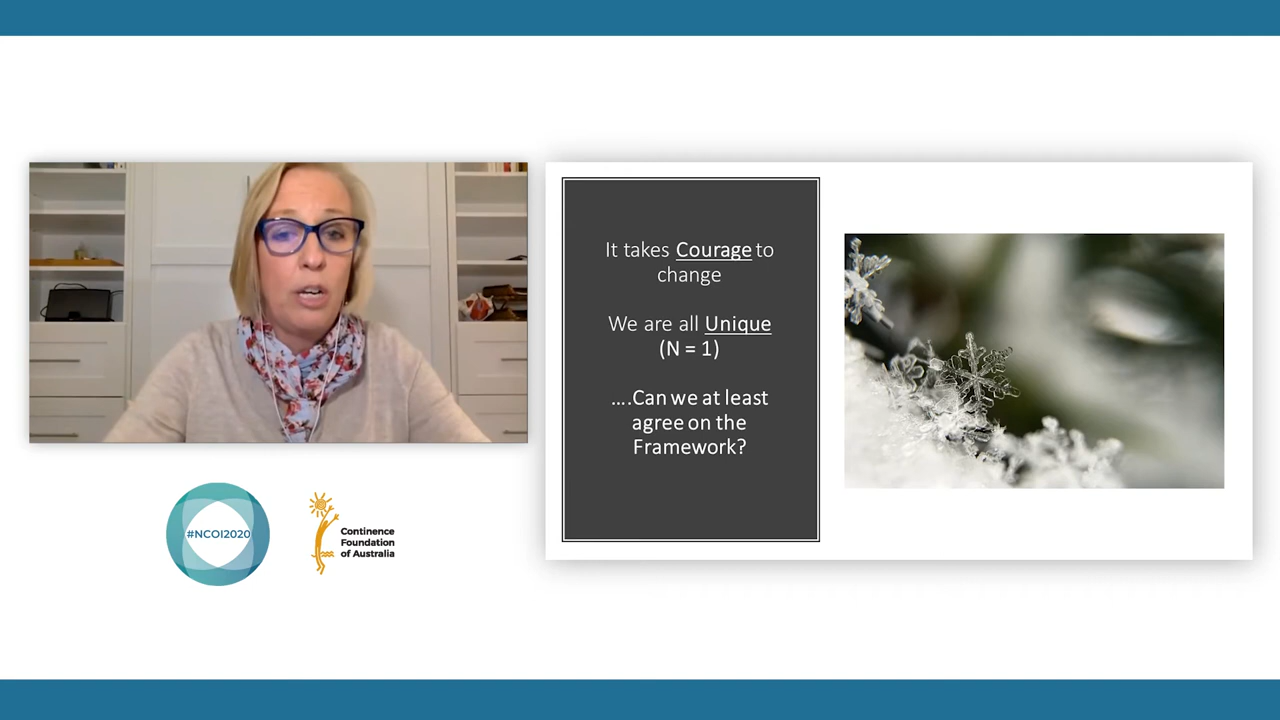 It takes Courage to
change
We are all Unique
(N = 1)
....Can we at least
agree on the
Framework?
#NCOI2020
Continence
Foundation
of Australia